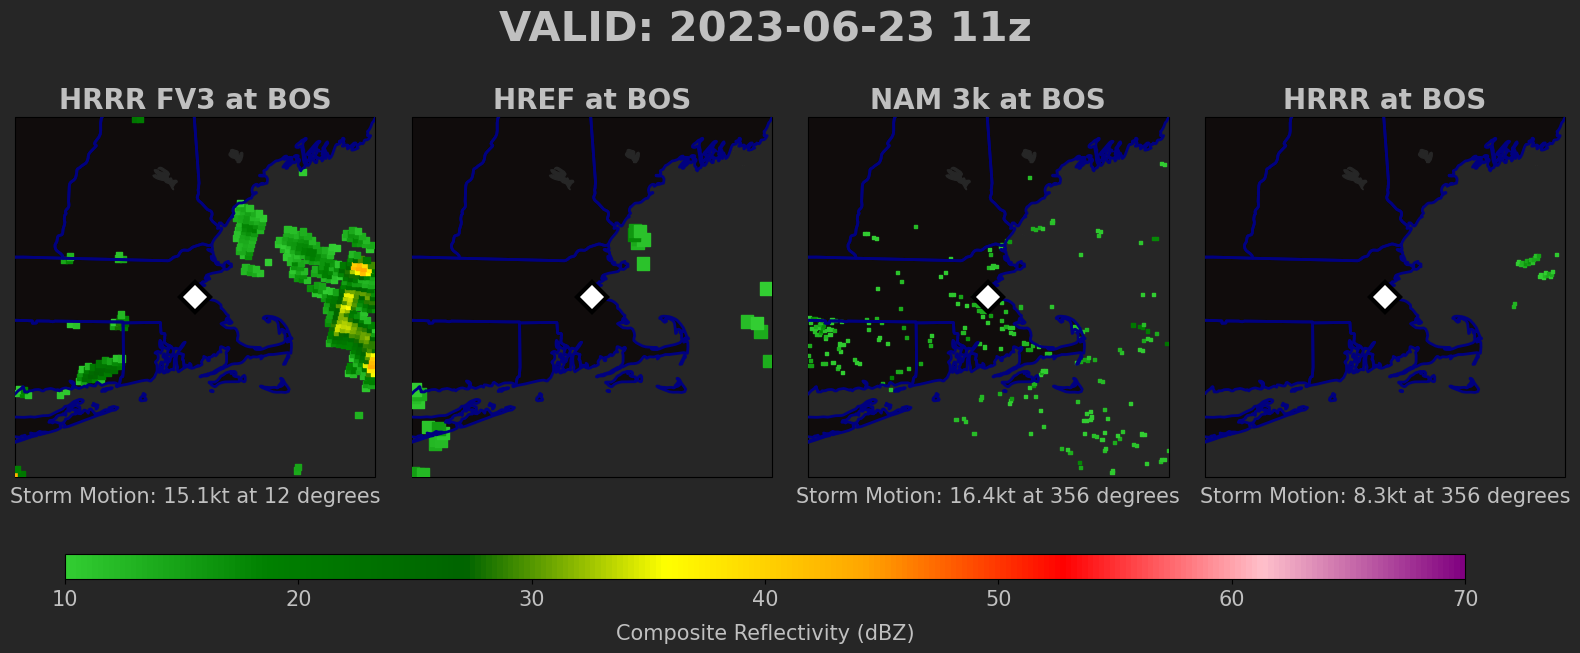 VALID: 2023-06-23 11z
HRRR FV3 at BOS
HREF at BOS
NAM 3k at BOS
HRRR at BOS
Storm Motion: 15.1kt at 12 degrees
Storm Motion: 16.4kt at 356 degrees
Storm Motion: 8.3kt at 356 degrees
10 20 30 40 50 60 70
Composite Reflectivity (dBZ)